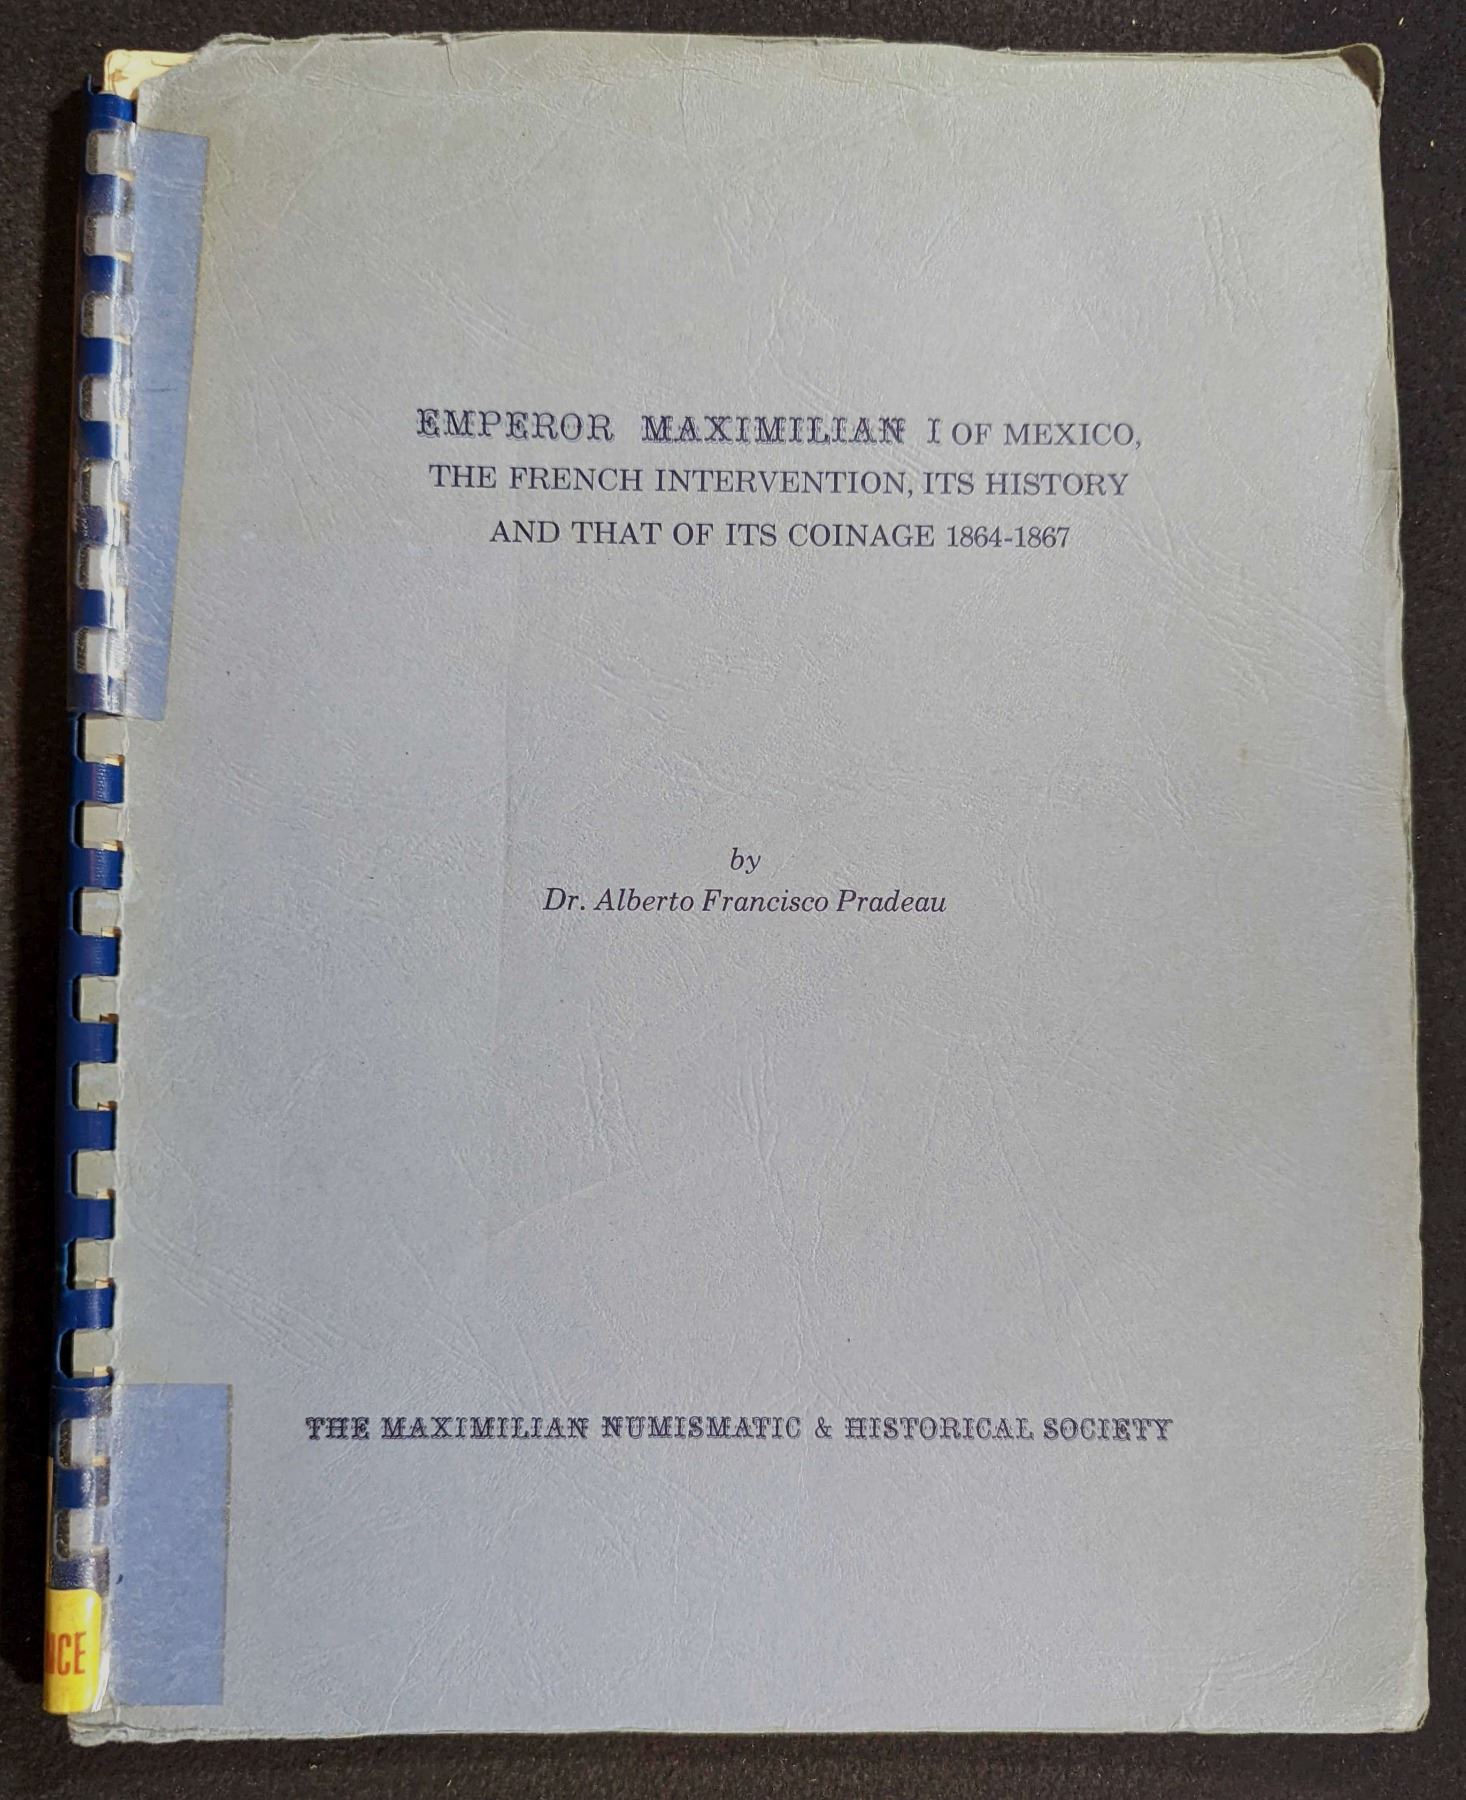 EMPEROR MAXIMILIAN I OF MEXICO,
THE FRENCH INTERVENTION, ITS HISTORY
AND THAT OF ITS COINAGE 1864-1867
by
Dr. Alberto Francisco Pradeau
THE MAXIMILIAN NUMISMATIC & HISTORICAL SOCIETY